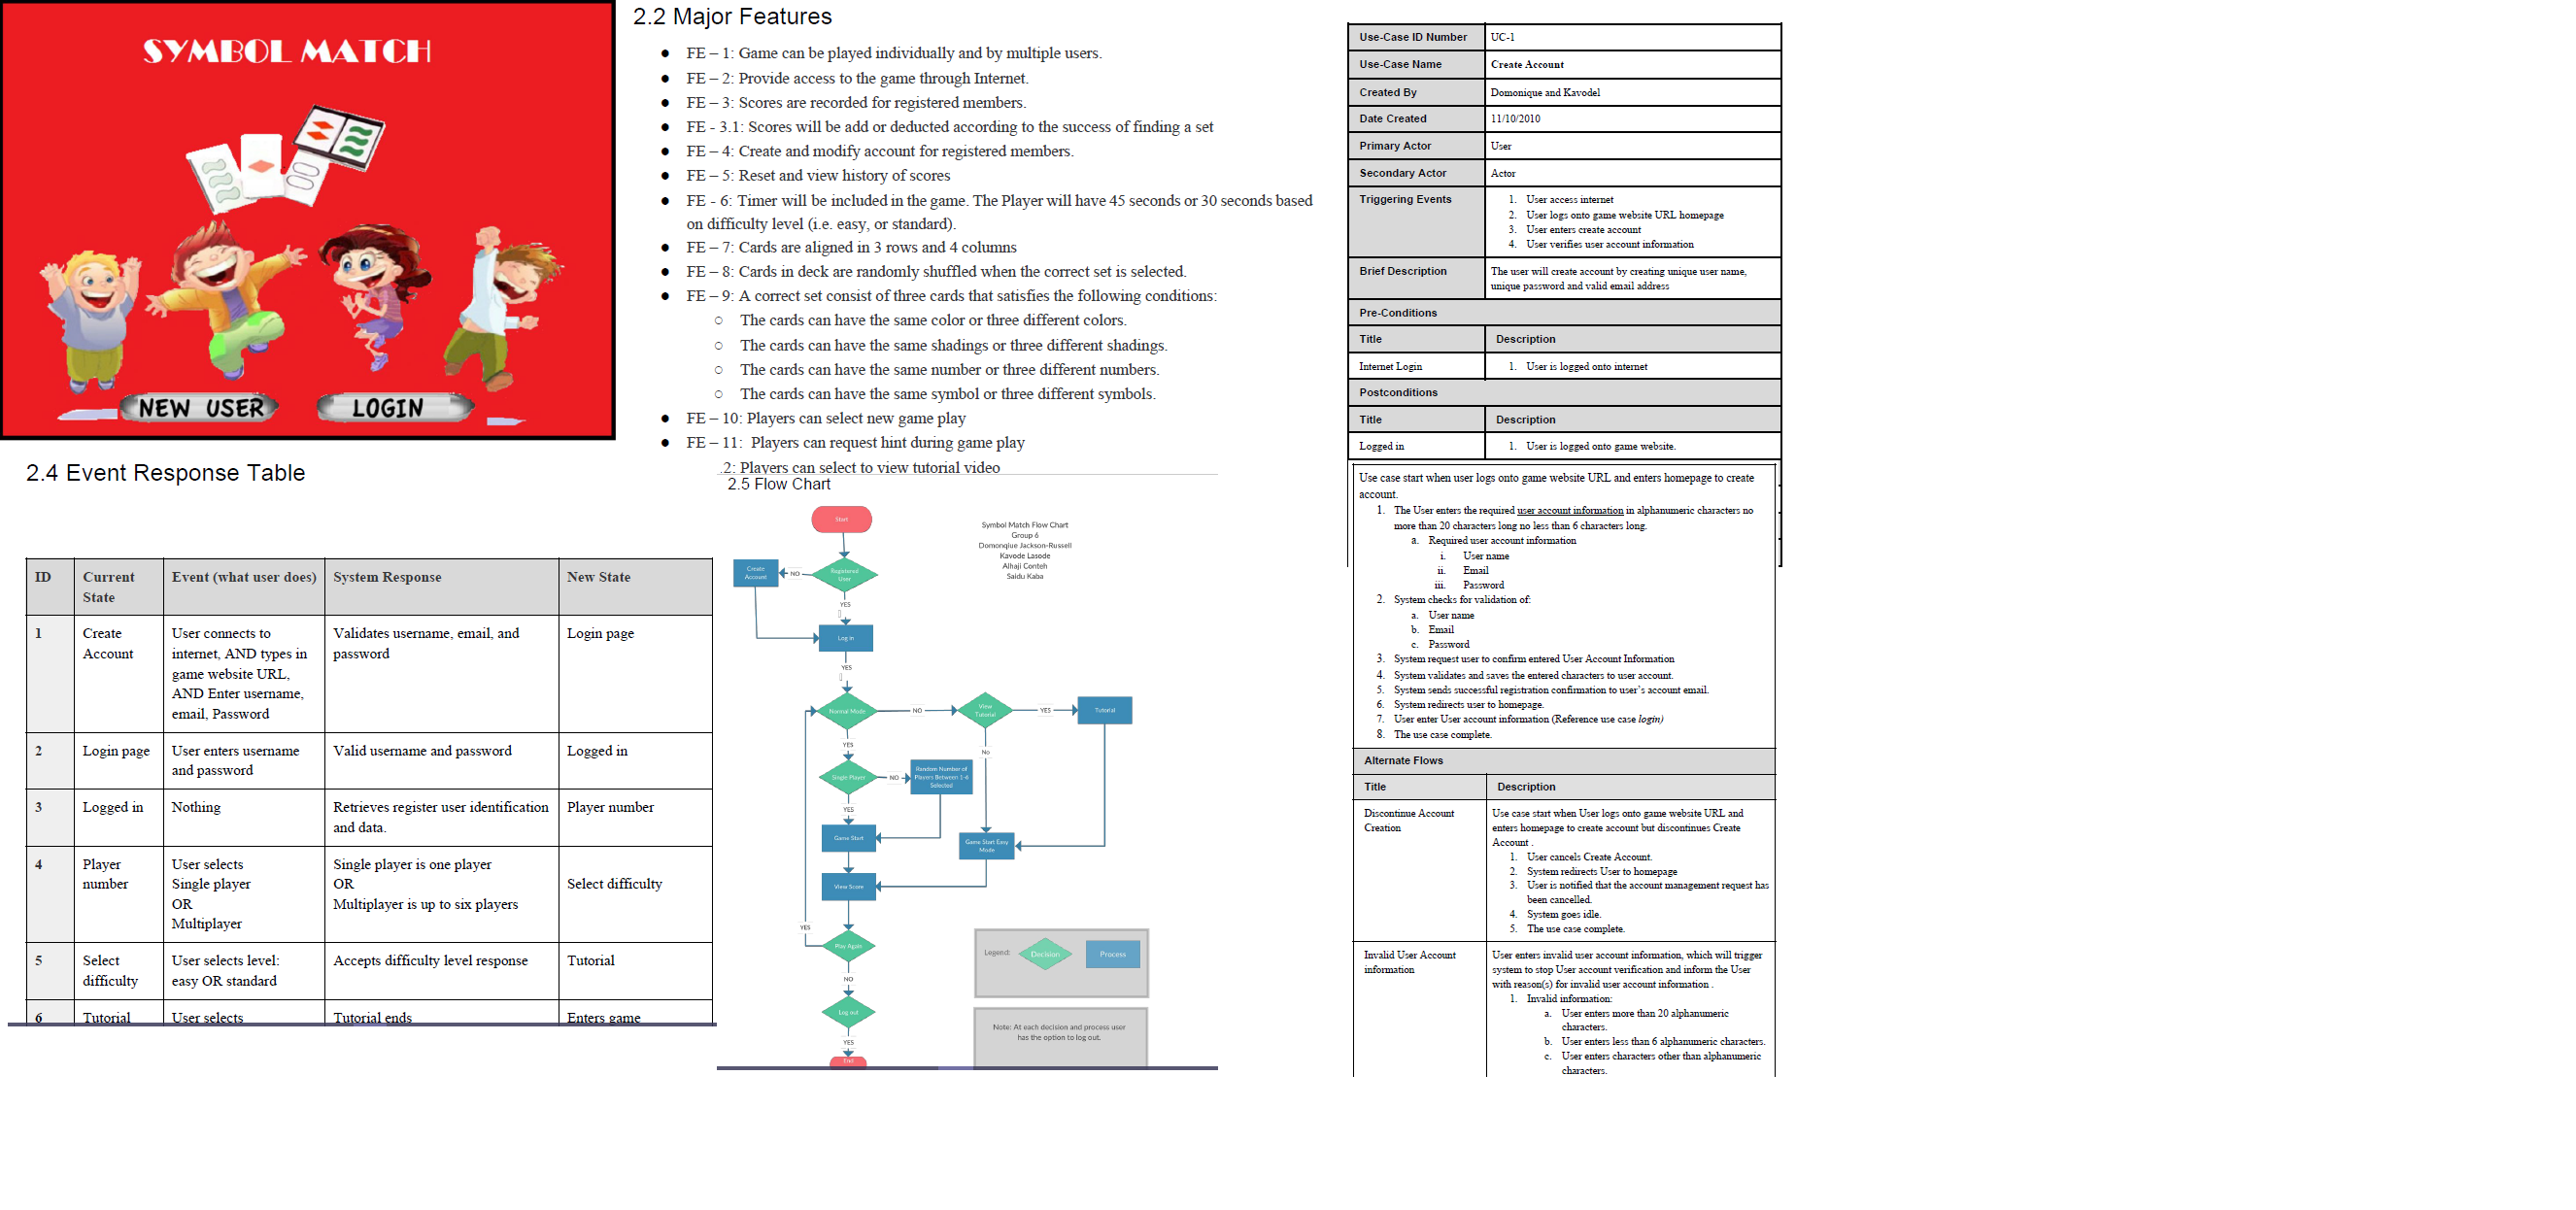 SYMBOL MATCH
NEW USER
LOGIN
2.2 Major Features
● FE – 1: Game can be played individually and by multiple users.
● FE – 2: Provide access to the game through Internet.
● FE – 3: Scores are recorded for registered members.
● FE - 3.1: Scores will be add or deducted according to the success of finding a set
● FE – 4: Create and modify account for registered members.
● FE – 5: Reset and view history of scores
● FE - 6: Timer will be included in the game. The Player will have 45 seconds or 30 seconds based
on difficulty level (i.e. easy, or standard).
● FE – 7: Cards are aligned in 3 rows and 4 columns
● FE – 8: Cards in deck are randomly shuffled when the correct set is selected.
● FE – 9: A correct set consist of three cards that satisfies the following conditions:
○ The cards can have the same color or three different colors.
○ The cards can have the same shadings or three different shadings.
○ The cards can have the same number or three different numbers.
○ The cards can have the same symbol or three different symbols.
● FE – 10: Players can select new game play
● FE – 11: Players can request hint during game play
.2: Players can select to view tutorial video
2.4 Event Response Table
ID
Current
State
Event (what user does)
System Response
New State
1
Create
Account
User connects to
internet, AND types in
game website URL,
AND Enter username,
email, Password
Validates username, email, and
password
Login page
2
Login page
User enters username
and password
Valid username and password
Logged in
3
Logged in
Nothing
Retrieves register user identification
and data.
Player number
4
Player
number
User selects
Single player
OR
Multiplayer
Single player is one player
OR
Multiplayer is up to six players
Select difficulty
5
Select
difficulty
User selects level:
easy OR standard
Accepts difficulty level response
Tutorial
6
Tutorial
User selects
Tutorial ends
Enters game
2.5 Flow Chart
Symbol Match Flow Chart
Group 6
Domonqiue Jackson-Russell
Kavode Lasode
Alhaji Conteh
Saidu Kaba
Start
Registered
User
NO
Create
Account
YES
Log in
YES
Normal Mode
NO
View
Tutorial
YES
Tutorial
YES
No
Single Player
NO
Random Number of
Players Between 1-6
Selected
YES
Game Start
Game Start Easy
Mode
View Score
YES
Play Again
NO
Log out
YES
End
Legend:
Decision
Process
Note: At each decision and process user
has the option to log out.
Use-Case ID Number
UC-1
Use-Case Name
Create Account
Created By
Domonique and Kavodel
Date Created
11/10/2010
Primary Actor
User
Secondary Actor
Actor
Triggering Events
1. User access internet
2. User logs onto game website URL homepage
3. User enters create account
4. User verifies user account information
Brief Description
The user will create account by creating unique user name,
unique password and valid email address
Pre-Conditions
Title
Description
Internet Login
1. User is logged onto internet
Postconditions
Title
Description
Logged in
1. User is logged onto game website.
Use case start when user logs onto game website URL and enters homepage to create
account.
1. The User enters the required user account information in alphanumeric characters no
more than 20 characters long no less than 6 characters long.
a. Required user account information
i. User name
ii. Email
iii. Password
2. System checks for validation of:
a. User name
b. Email
c. Password
3. System request user to confirm entered User Account Information
4. System validates and saves the entered characters to user account.
5. System sends successful registration confirmation to user's account email.
6. System redirects user to homepage.
7. User enter User account information (Reference use case login)
8. The use case complete.
Alternate Flows
Title
Description
Discontinue Account
Creation
Use case start when User logs onto game website URL and
enters homepage to create account but discontinues Create
Account .
1. User cancels Create Account.
2. System redirects User to homepage
3. User is notified that the account management request has
been cancelled.
4. System goes idle.
5. The use case complete.
Invalid User Account
information
User enters invalid user account information, which will trigger
system to stop User account verification and inform the User
with reason(s) for invalid user account information .
1. Invalid information:
a. User enters more than 20 alphanumeric
characters.
b. User enters less than 6 alphanumeric characters.
c. User enters characters other than alphanumeric
characters.